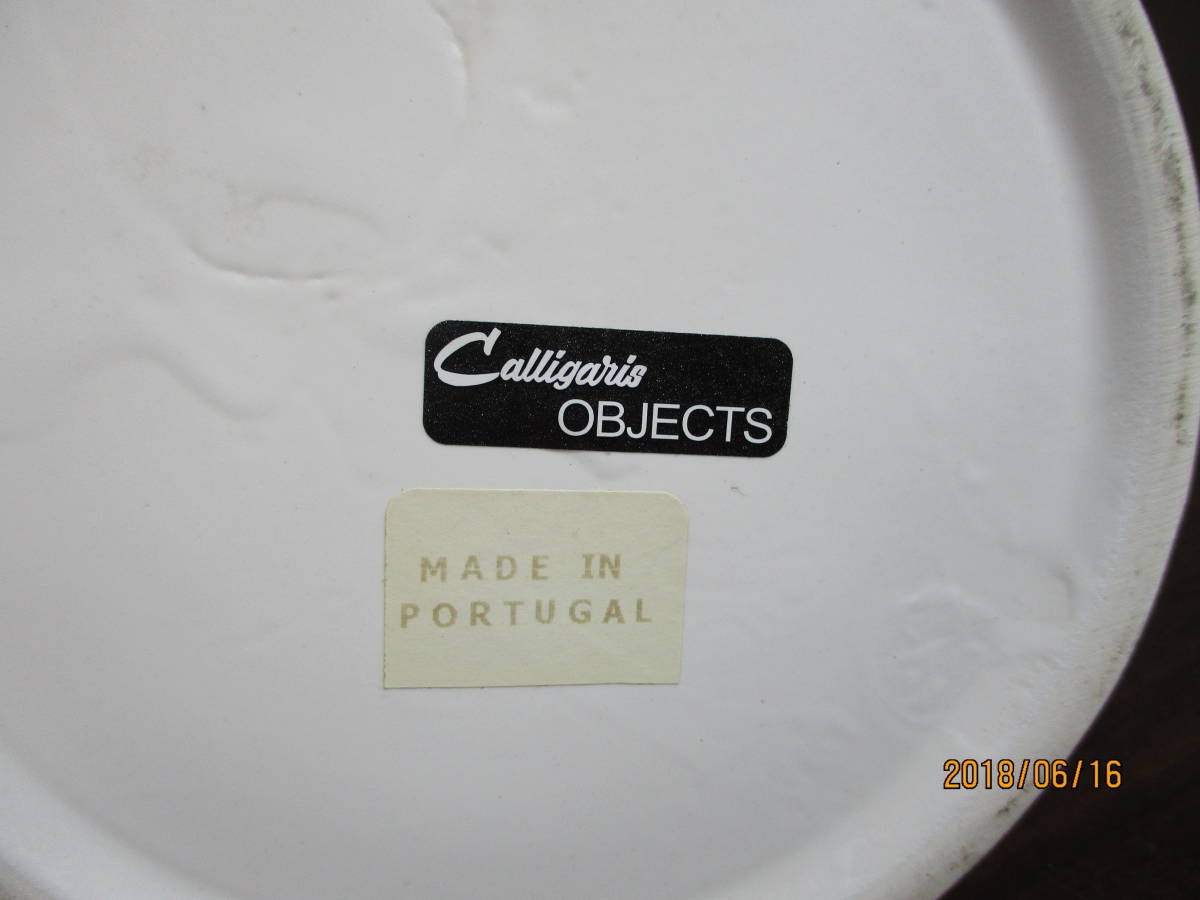 Calligaris
OBJECTS
MADE IN
PORTUGAL
2018/06/16